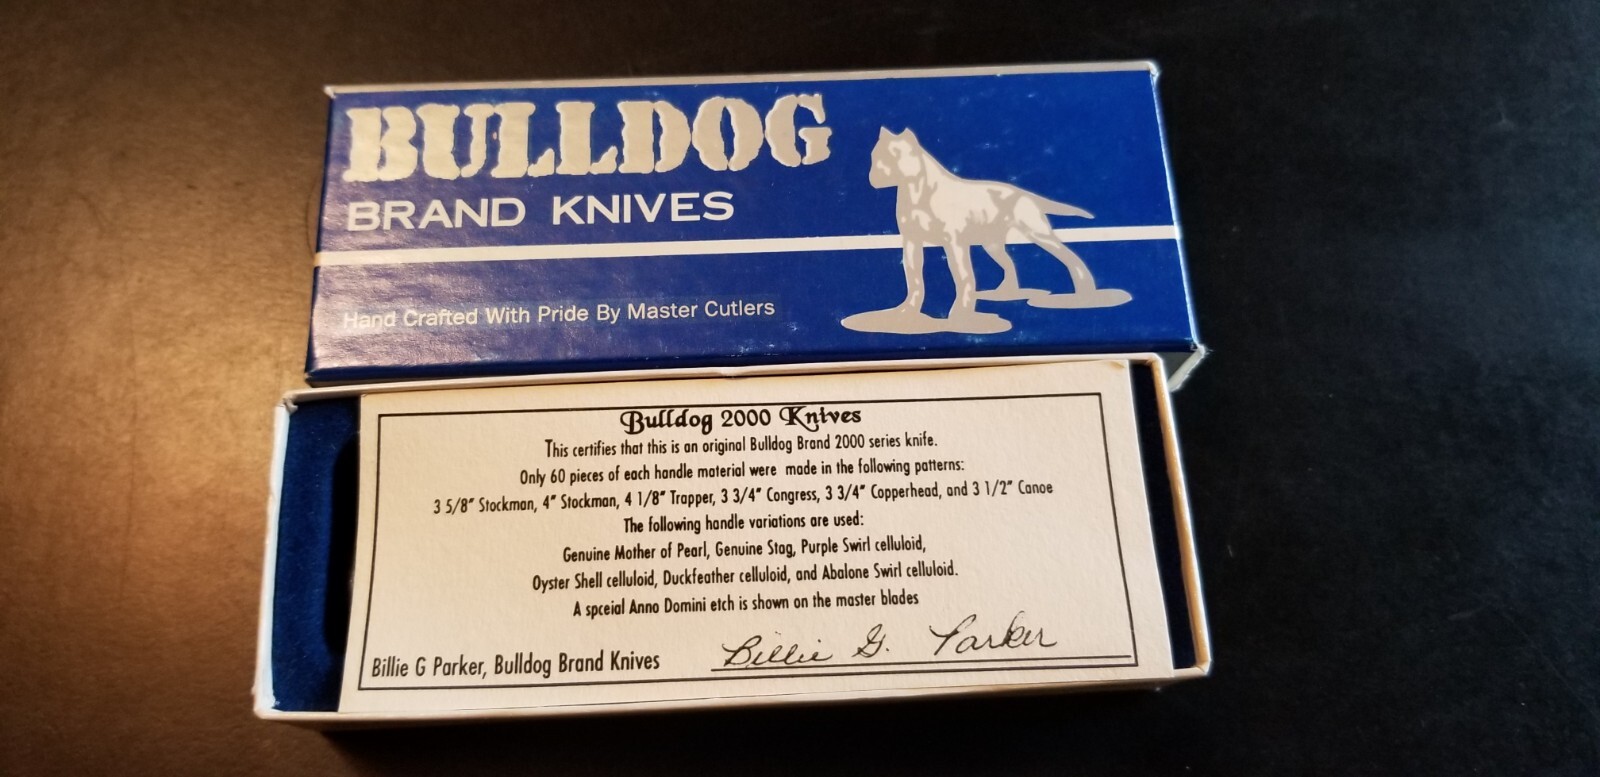 BULLDOG
BRAND KNIVES
Hand Crafted With Pride By Master Cutlers
Bulldog 2000 Knives
This certifies that this is an original Bulldog Brand 2000 series knife.
Only 60 pieces of each handle material were made in the following patterns:
3 5/8" Stockman, 4" Stockman, 4 1/8" Trapper, 3 3/4" Congress, 3 3/4" Copperhead, and 3 1/2" Canoe
The following handle variations are used:
Genuine Mother of Pearl, Genuine Stag, Purple Swirl celluloid,
Oyster Shell celluloid, Duckfeather celluloid, and Abalone Swirl celluloid.
A spceial Anno Domini etch is shown on the master blades
Billie G Parker, Bulldog Brand Knives Billie G. Parker